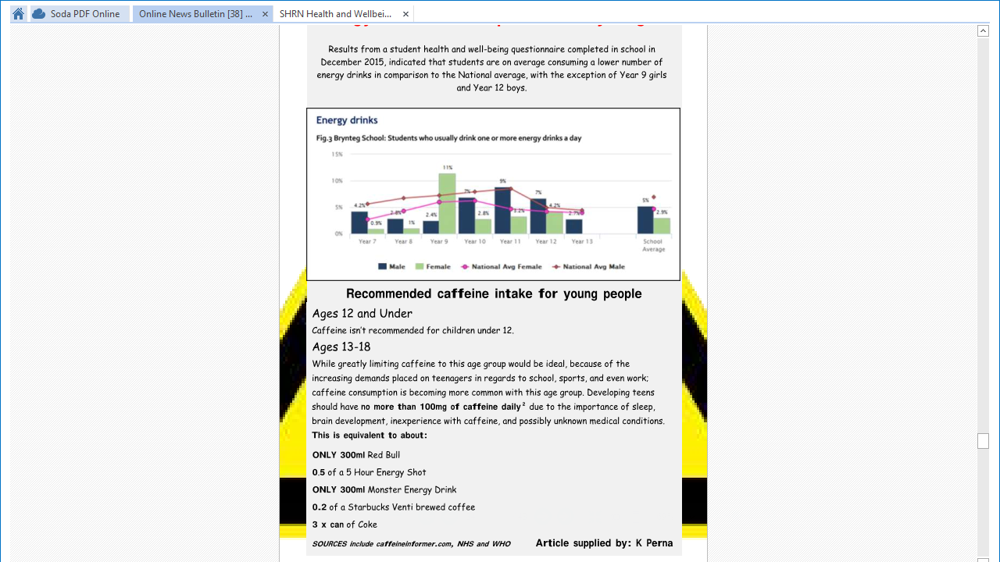 Soda PDF Online
Online News Bulletin [38] ...
SHRN Health and Wellbei...
Results from a student health and well-being questionnaire completed in school in
December 2015, indicated that students are on average consuming a lower number of
energy drinks in comparison to the National average, with the exception of Year 9 girls
and Year 12 boys.
Energy drinks
Fig.3 Brynteg School: Students who usually drink one or more energy drinks a day
15%
11%
10%
9%
7%
7%
5%
4.2%
0.9%
2.8%
1%
2.4%
2.8%
3.2%
4.2%
2.7%
5%
2.9%
0%
Year 7 Year 8 Year 9 Year 10 Year 11 Year 12 Year 13 School
Average
Male Female National Avg Female National Avg Male
Recommended caffeine intake for young people
Ages 12 and Under
Caffeine isn't recommended for children under 12.
Ages 13-18
While greatly limiting caffeine to this age group would be ideal, because of the
increasing demands placed on teenagers in regards to school, sports, and even work;
caffeine consumption is becoming more common with this age group. Developing teens
should have no more than 100mg of caffeine daily² due to the importance of sleep,
brain development, inexperience with caffeine, and possibly unknown medical conditions.
This is equivalent to about:
ONLY 300ml Red Bull
0.5 of a 5 Hour Energy Shot
ONLY 300ml Monster Energy Drink
0.2 of a Starbucks Venti brewed coffee
3 x can of Coke
SOURCES include caffeineinformer.com, NHS and WHO Article supplied by: K Perna